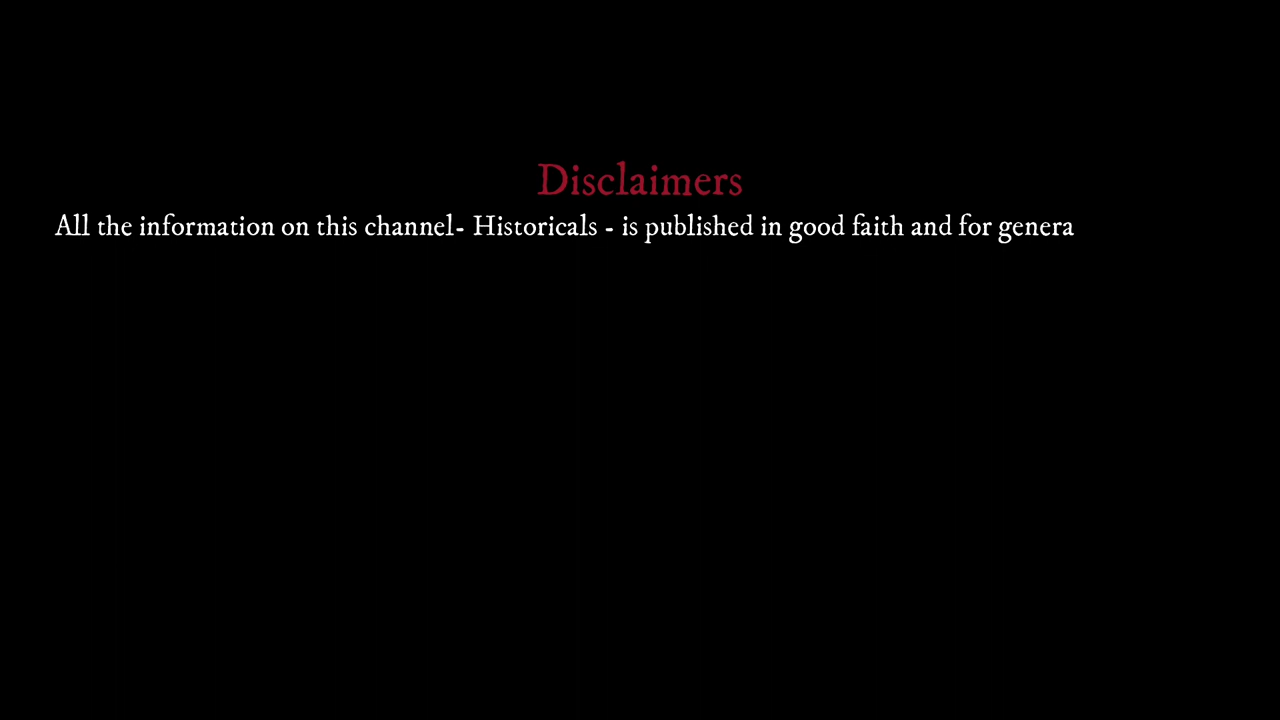 Disclaimers
All the information on this channel- Historicals - is published in good faith and for genera